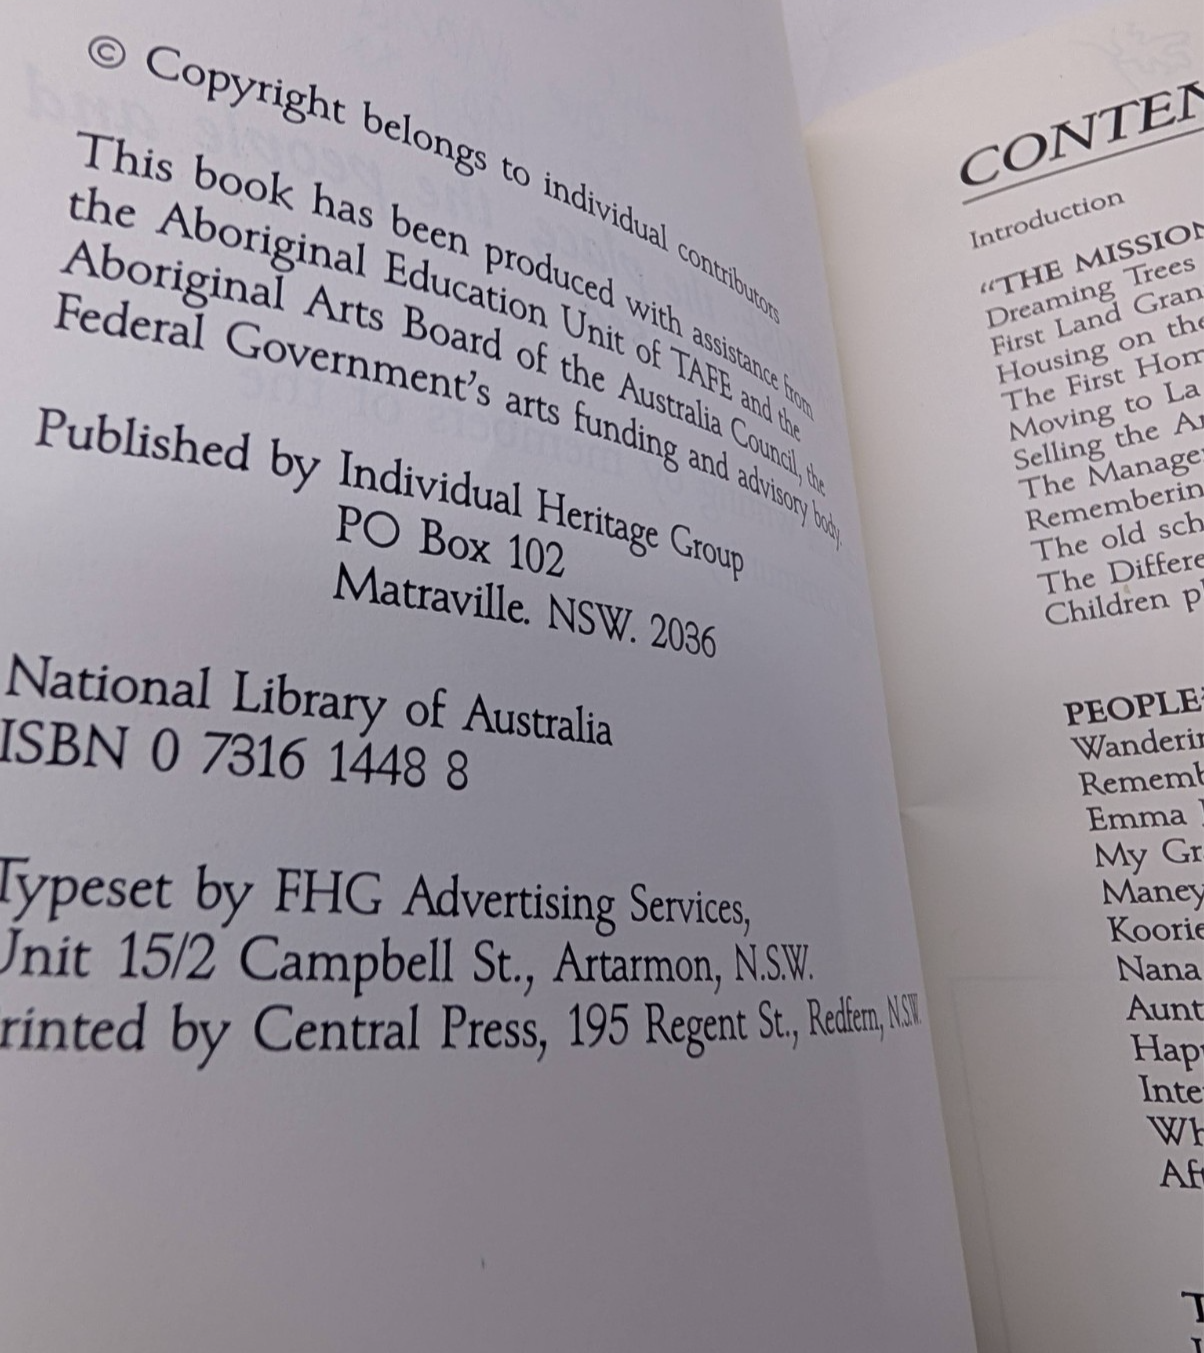 © Copyright belongs to individual contributors
This book has been produced with assistance from
the Aboriginal Education Unit of TAFE and the
Aboriginal Arts Board of the Australia Council, the
Federal Government's arts funding and advisory body.
Published by Individual Heritage Group
PO Box 102
Matraville. NSW. 2036
National Library of Australia
ISBN 0 7316 1448 8
Typeset by FHG Advertising Services,
Unit 15/2 Campbell St., Artarmon, N.S.W.
rinted by Central Press, 195 Regent St., Redfern, N.S.W.
CONTEN
Introduction
"THE MISSION
Dreaming Trees
First Land Gran
Housing on the
The First Hom
Moving to La
Selling the Ar
The Manage
Rememberin
The old sch
The Differe
Children p
PEOPLE
Wanderin
Rememb
Emma
My Gr
Maney
Koorie
Nana
Aunt
Hap
Inte
Wh
Aft
T